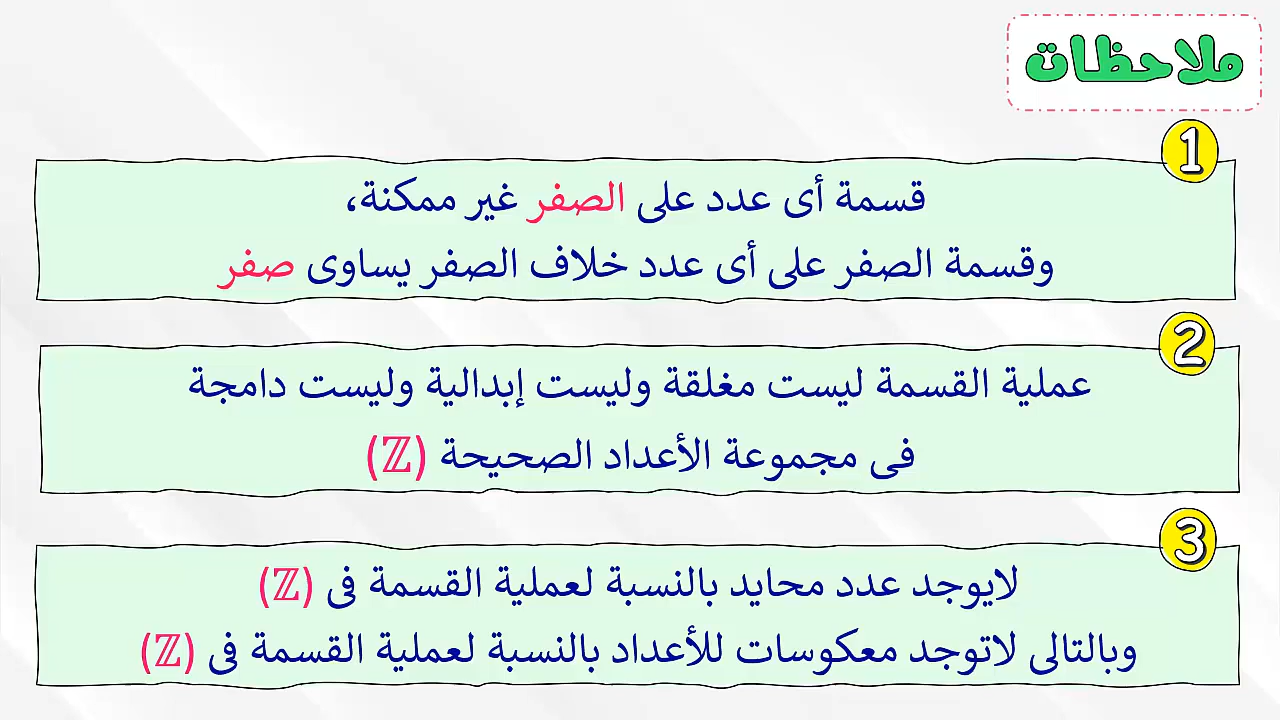 ملاحظات
1
قسمة أى عدد على الصفر غير ممكنة،
وقسمة الصفر على أى عدد خلاف الصفر يساوى صفر
2
عملية القسمة ليست مغلقة وليست إبدالية وليست دامجة
فى مجموعة الأعداد الصحيحة (ℤ)
3
لايوجد عدد محايد بالنسبة لعملية القسمة فى (ℤ)
وبالتالى لاتوجد معكوسات للأعداد بالنسبة لعملية القسمة فى (ℤ)